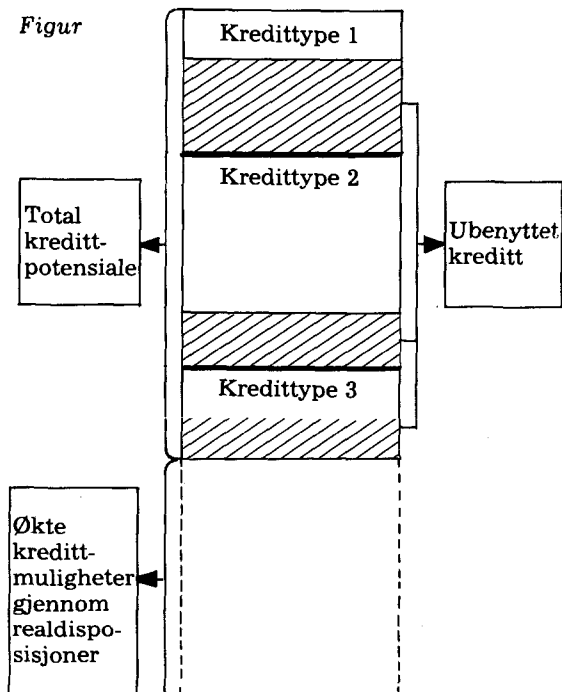 Figur
Kredittype 1
Kredittype 2
Total
kreditt-
potensiale
Ubenyttet
kreditt
Kredittype 3
Økte
kreditt-
muligheter
gjennom
realdispo-
sisjoner